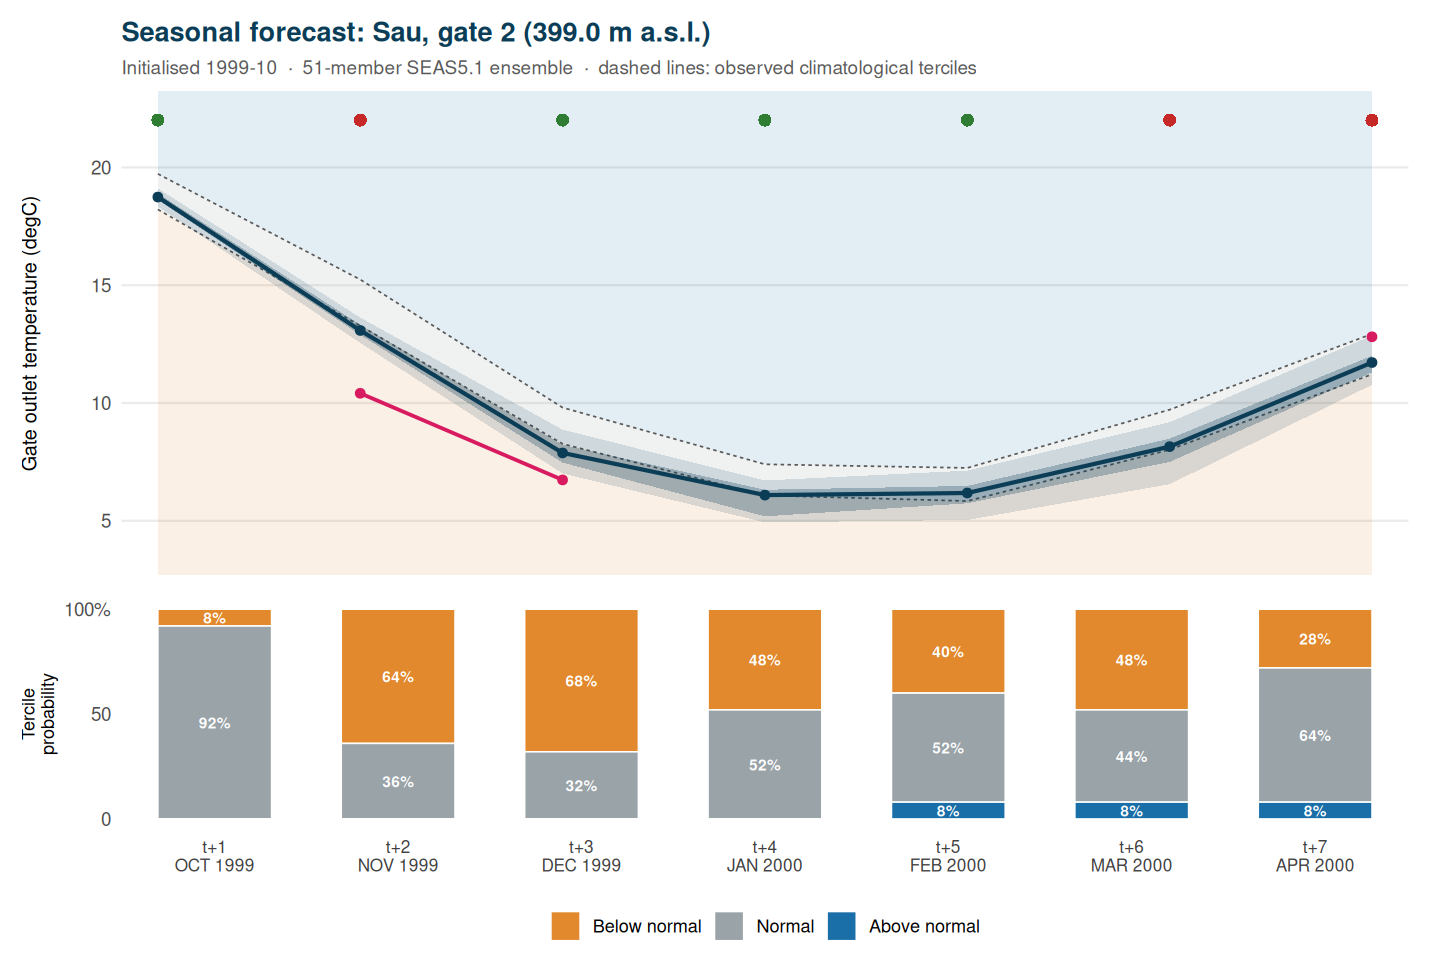 Seasonal forecast: Sau, gate 2 (399.0 m a.s.l.)
Initialised 1999-10 · 51-member SEAS5.1 ensemble · dashed lines: observed climatological terciles
Gate outlet temperature (degC)
20
15
10
5
Tercile
probability
100%
50
0
8%
92%
64%
36%
68%
32%
48%
52%
40%
52%
8%
48%
44%
8%
28%
64%
8%
t+1
OCT 1999
t+2
NOV 1999
t+3
DEC 1999
t+4
JAN 2000
t+5
FEB 2000
t+6
MAR 2000
t+7
APR 2000
Below normal
Normal
Above normal